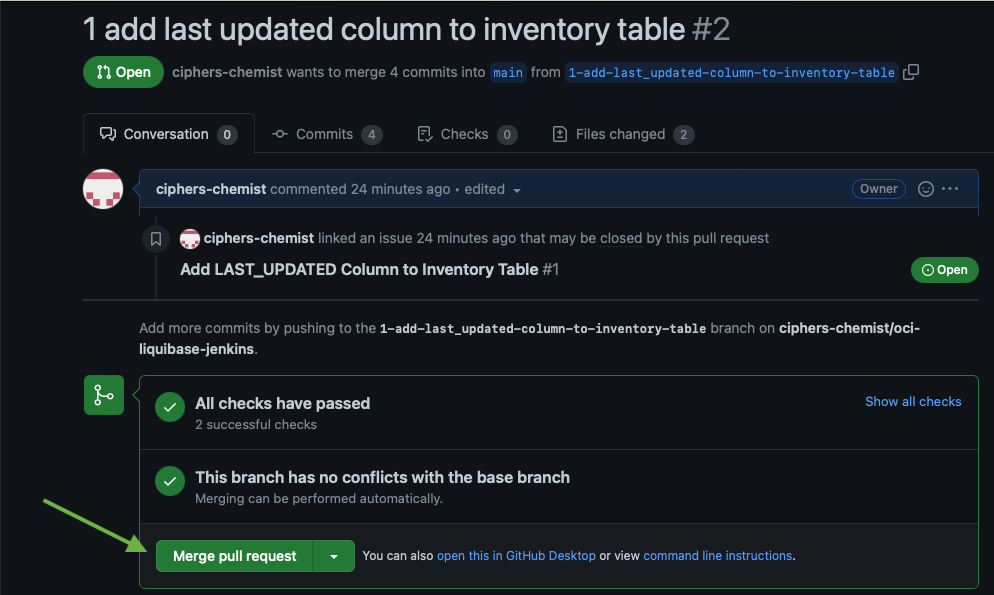 1 add last updated column to inventory table #2
Open ciphers-chemist wants to merge 4 commits into main from 1-add-last_updated-column-to-inventory-table
Conversation 0 Commits 4 Checks 0 Files changed 2
ciphers-chemist commented 24 minutes ago • edited Owner
ciphers-chemist linked an issue 24 minutes ago that may be closed by this pull request
Add LAST_UPDATED Column to Inventory Table #1 Open
Add more commits by pushing to the 1-add-last_updated-column-to-inventory-table branch on ciphers-chemist/oci-
liquibase-jenkins.
All checks have passed Show all checks
2 successful checks
This branch has no conflicts with the base branch
Merging can be performed automatically.
Merge pull request You can also open this in GitHub Desktop or view command line instructions.